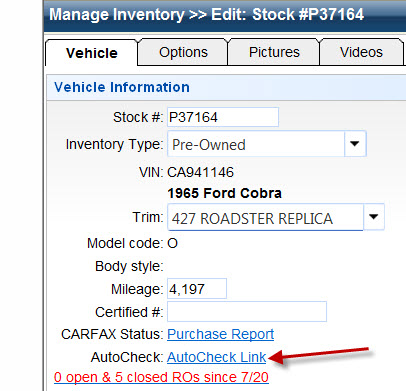 Manage Inventory >> Edit: Stock #P37164
Vehicle Options Pictures Videos
Vehicle Information
Stock #: P37164
Inventory Type: Pre-Owned
VIN: CA941146
1965 Ford Cobra
Trim: 427 ROADSTER REPLICA
Model code: O
Body style:
Mileage: 4,197
Certified #:
CARFAX Status: Purchase Report
AutoCheck: AutoCheck Link
0 open & 5 closed ROs since 7/20